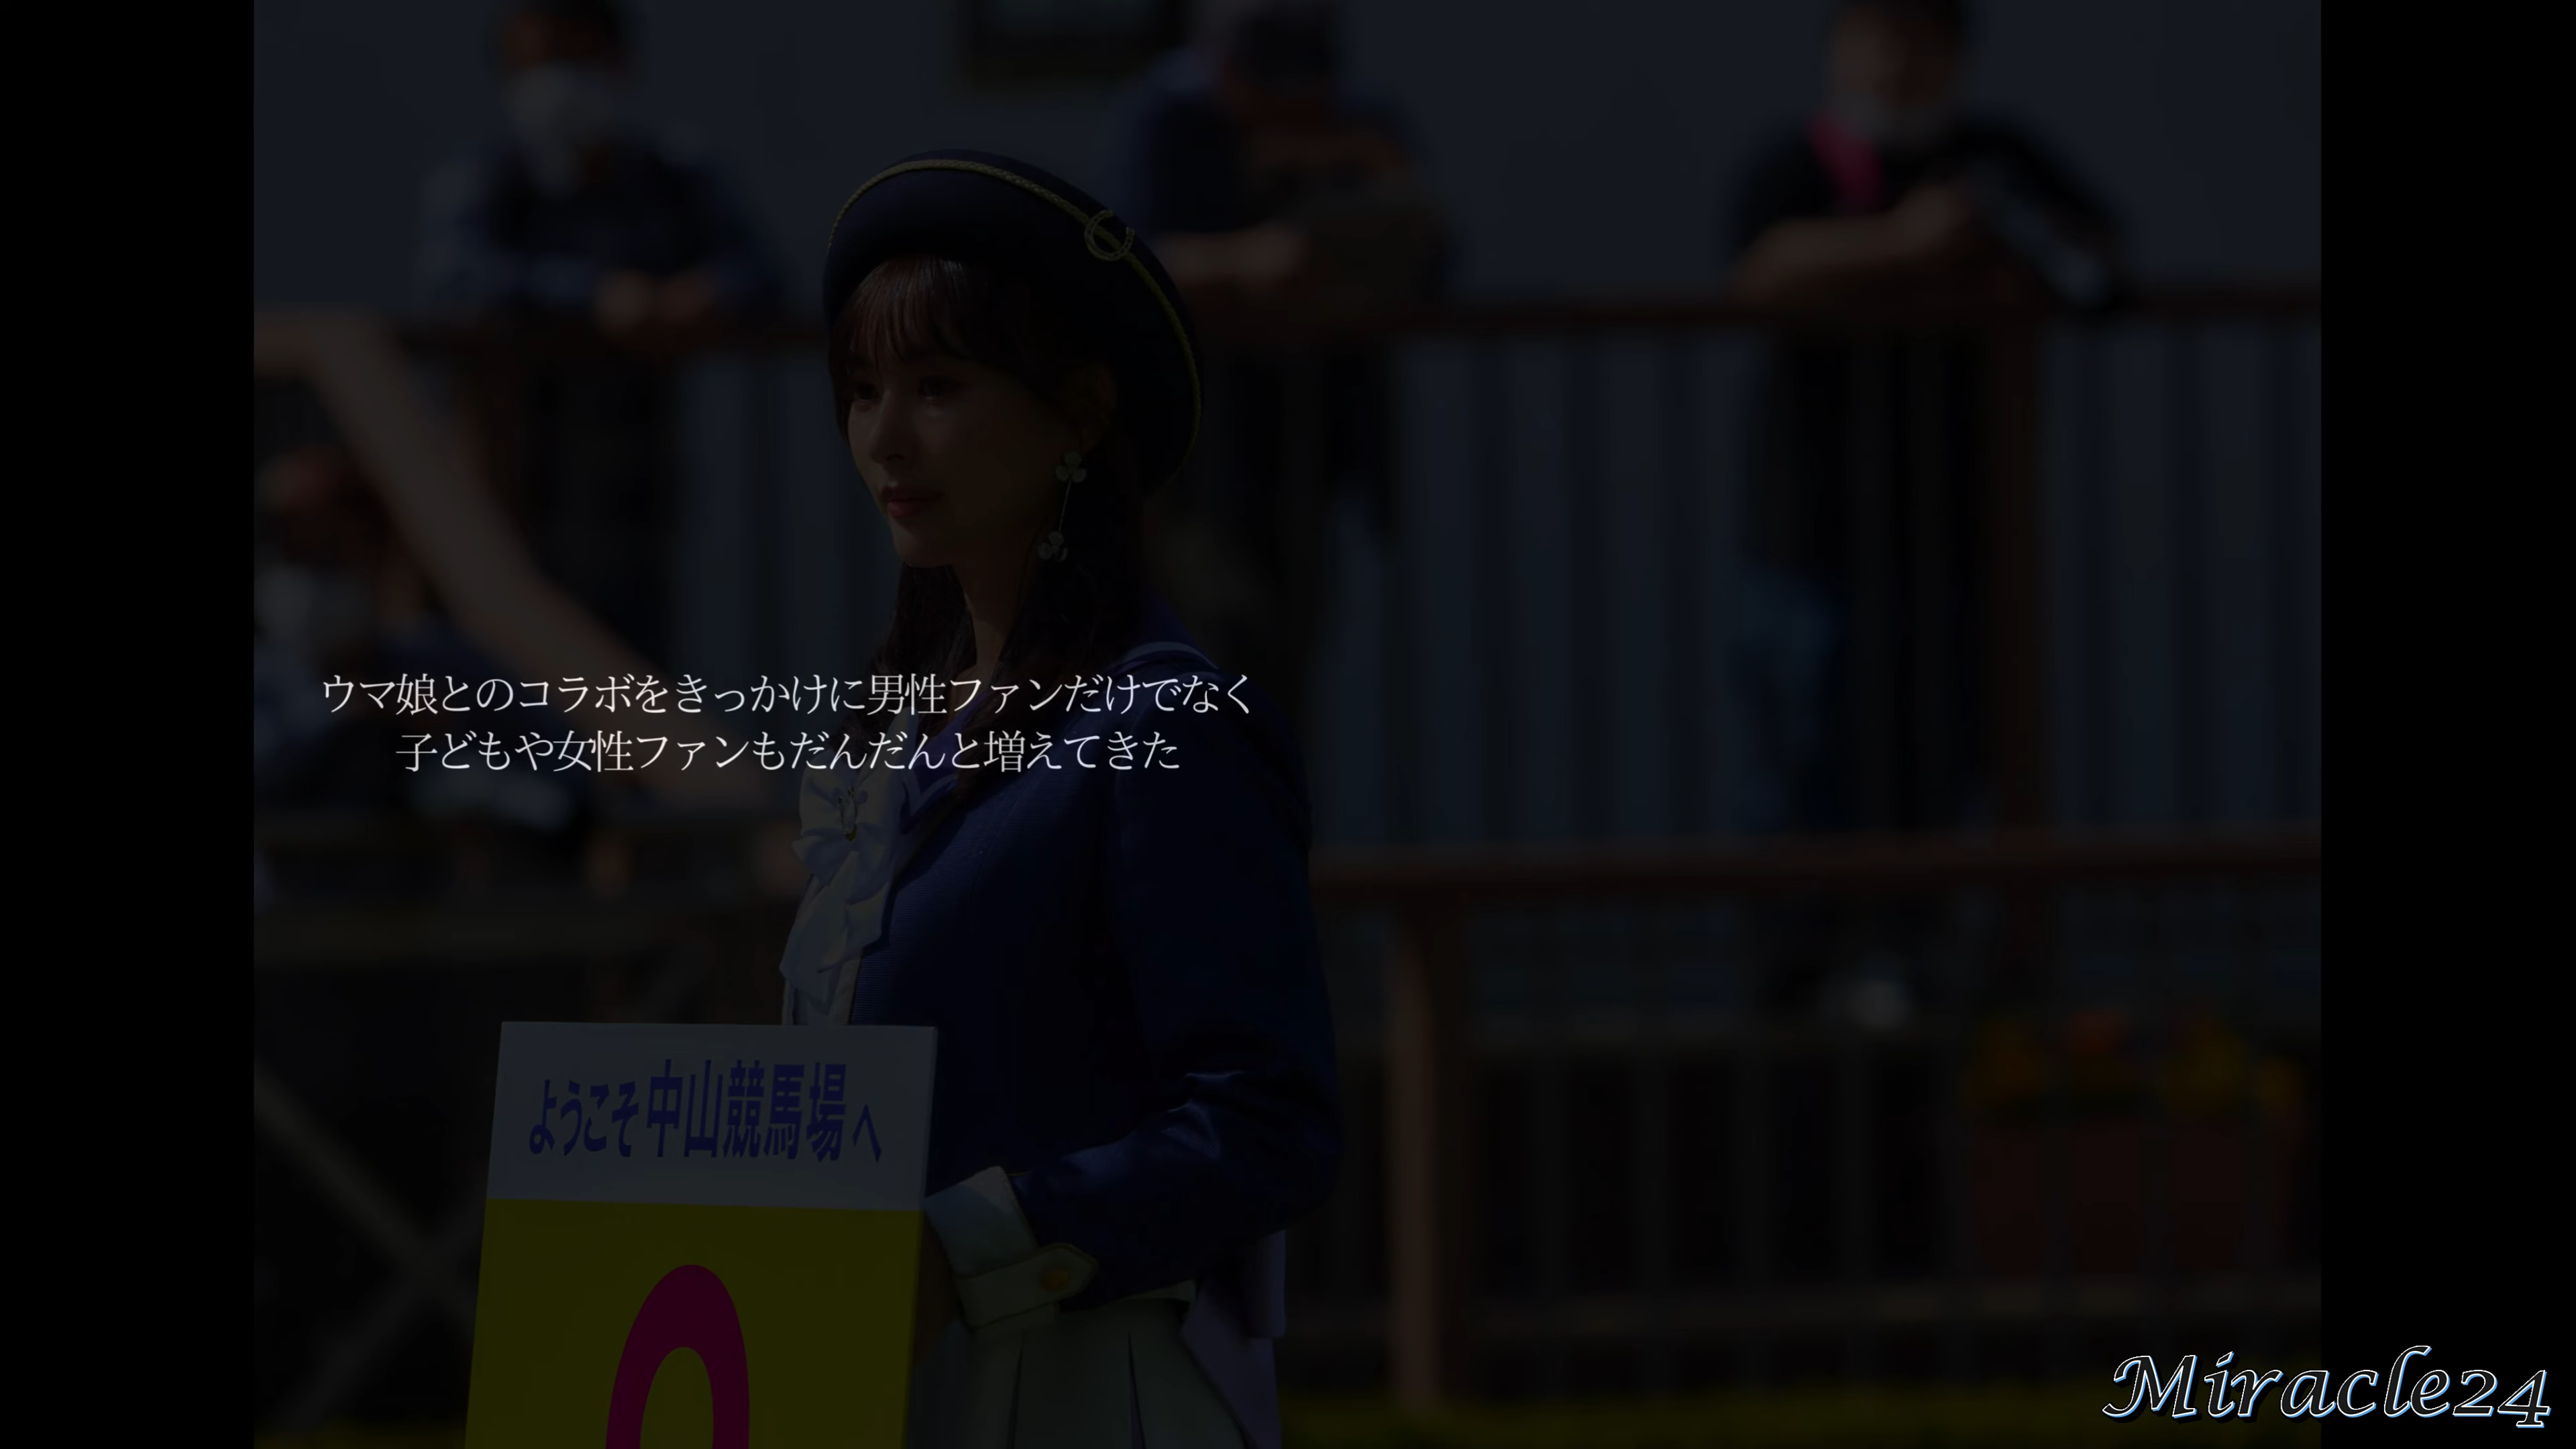 ウマ娘とのコラボをきっかけに男性ファンだけでなく
子どもや女性ファンもだんだんと増えてきた
ようこそ中山競馬場へ
Miracle24